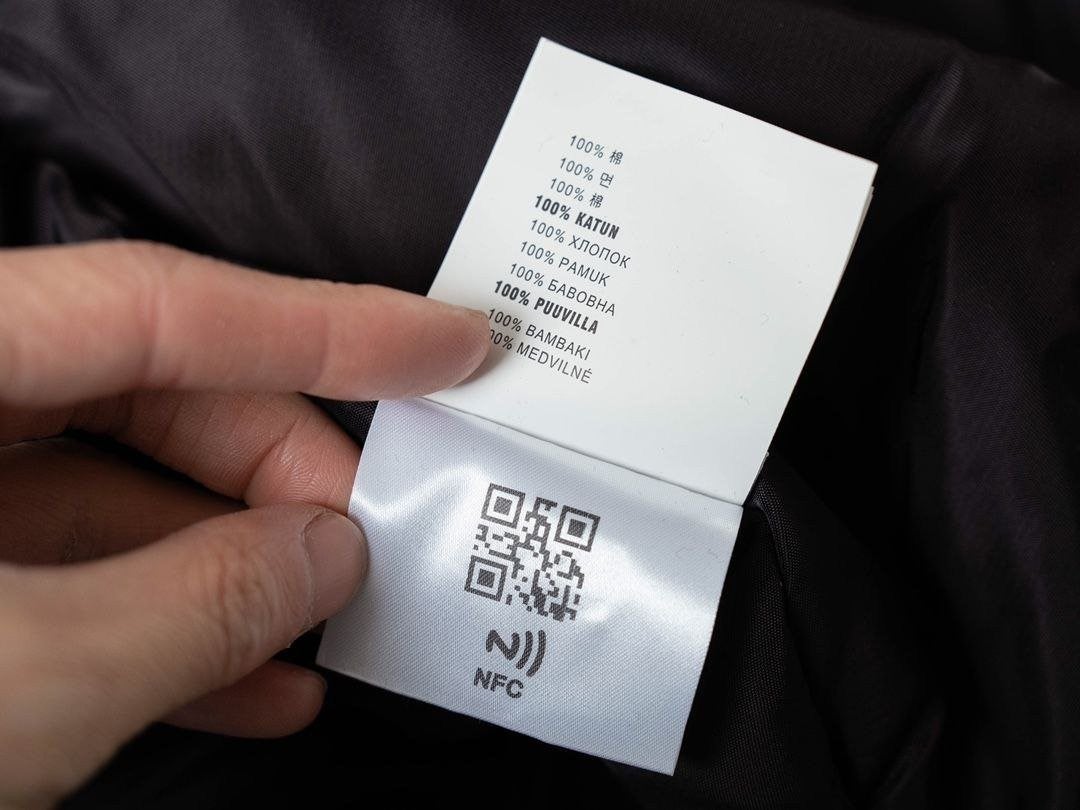 100% 棉
100% 면
100% 棉
100% KATUN
100% ХЛОПОК
100% PAMUK
100% БАВОВНА
100% PUUVILLA
100% BAMBAKI
00% MEDVILNĖ
NFC